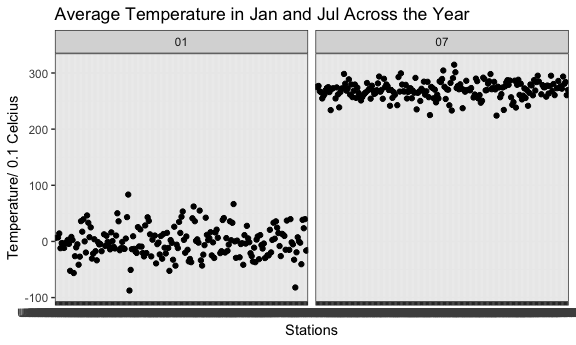 Average Temperature in Jan and Jul Across the Year
01
07
Temperature/ 0.1 Celcius
300
200
100
0
-100
Stations